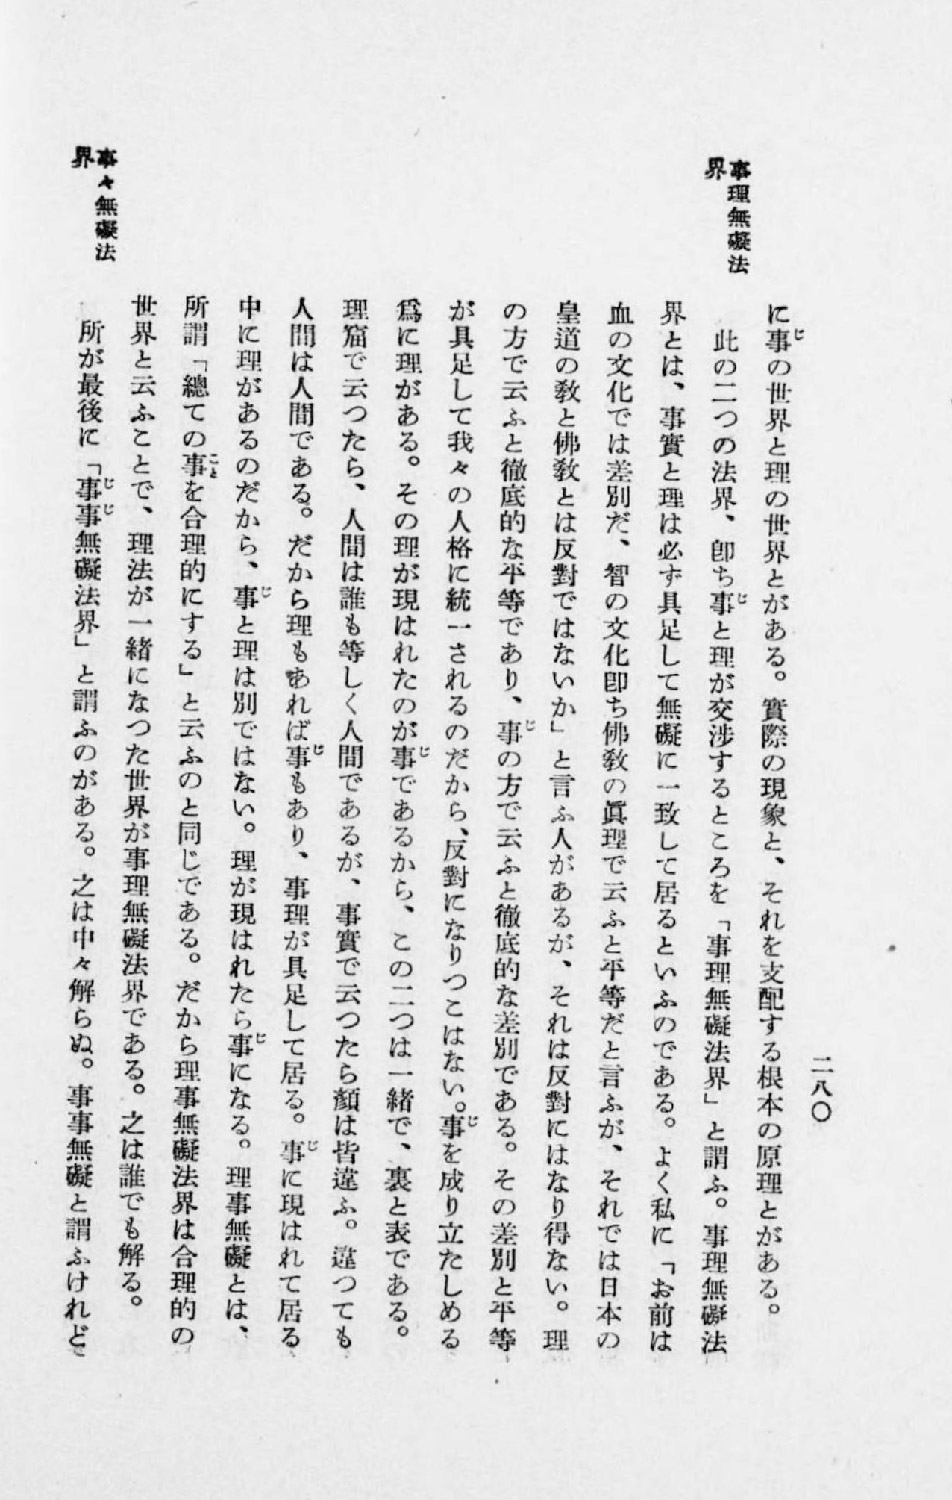 二八〇
事理無礙法
界
に事の世界と理の世界とがある。實際の現象と、それを支配する根本の原理とがある。
此の二つの法界、卽ち事と理が交渉するところを「事理無礙法界」と謂ふ。事理無礙法
界とは、事實と理は必ず具足して無礙に一致して居るといふのである。よく私に「お前は
血の文化では差別だ、智の文化卽ち佛敎の眞理で云ふと平等だと言ふが、それでは日本の
皇道の敎と佛敎とは反對ではないか」と言ふ人があるが、それは反對にはなり得ない。理
の方で云ふと徹底的な平等であり、事の方で云ふと徹底的な差別である。その差別と平等
が具足して我々の人格に統一されるのだから、反對になりつこはない。事を成り立たしめる
爲に理がある。その理が現はれたのが事であるから、この二つは一緒で、裏と表である。
理窟で云つたら、人間は誰も等しく人間であるが、事實で云つたら顏は皆違ふ。違つても
人間は人間である。だから理もあれば事もあり、事理が具足して居る。事に現はれて居る
中に理があるのだから、事と理は別ではない。理が現はれたら事になる。理事無礙とは、
所謂「總ての事を合理的にする」と云ふのと同じである。だから理事無礙法界は合理的の
世界と云ふことで、理法が一緒になつた世界が事理無礙法界である。之は誰でも解る。
事々無礙法
界
所が最後に「事事無礙法界」と謂ふのがある。之は中々解らぬ。事事無礙と謂ふけれど